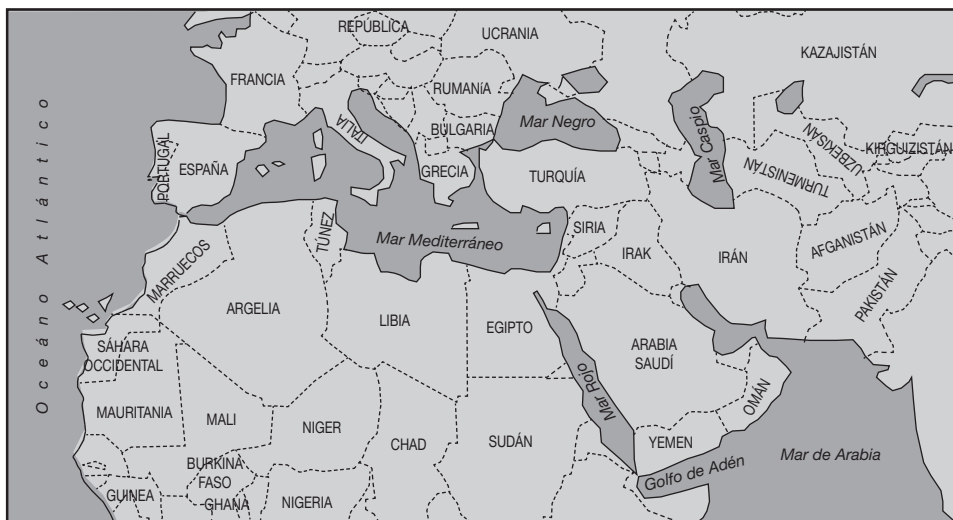 REPÚBLICA
UCRANIA
KAZAJISTÁN
FRANCIA
RUMANÍA
ITALIA
BULGARIA
Mar Negro
Mar Caspio
UZBEKISAN
KIRGUIZISTÁN
PORTUGAL
ESPAÑA
GRECIA
TURQUÍA
TURMENISTÁN
Océano Atlántico
TÚNEZ
Mar Mediterráneo
SIRIA
IRAK
IRÁN
AFGANISTÁN
MARRUECOS
PAKISTÁN
ARGELIA
LIBIA
EGIPTO
SÁHARA
OCCIDENTAL
ARABIA
SAUDÍ
Mar Rojo
OMÁN
MAURITANIA
MALI
NIGER
CHAD
SUDÁN
YEMEN
Mar de Arabia
Golfo de Adén
BURKINA
FASO
GUINEA
GHANA
NIGERIA